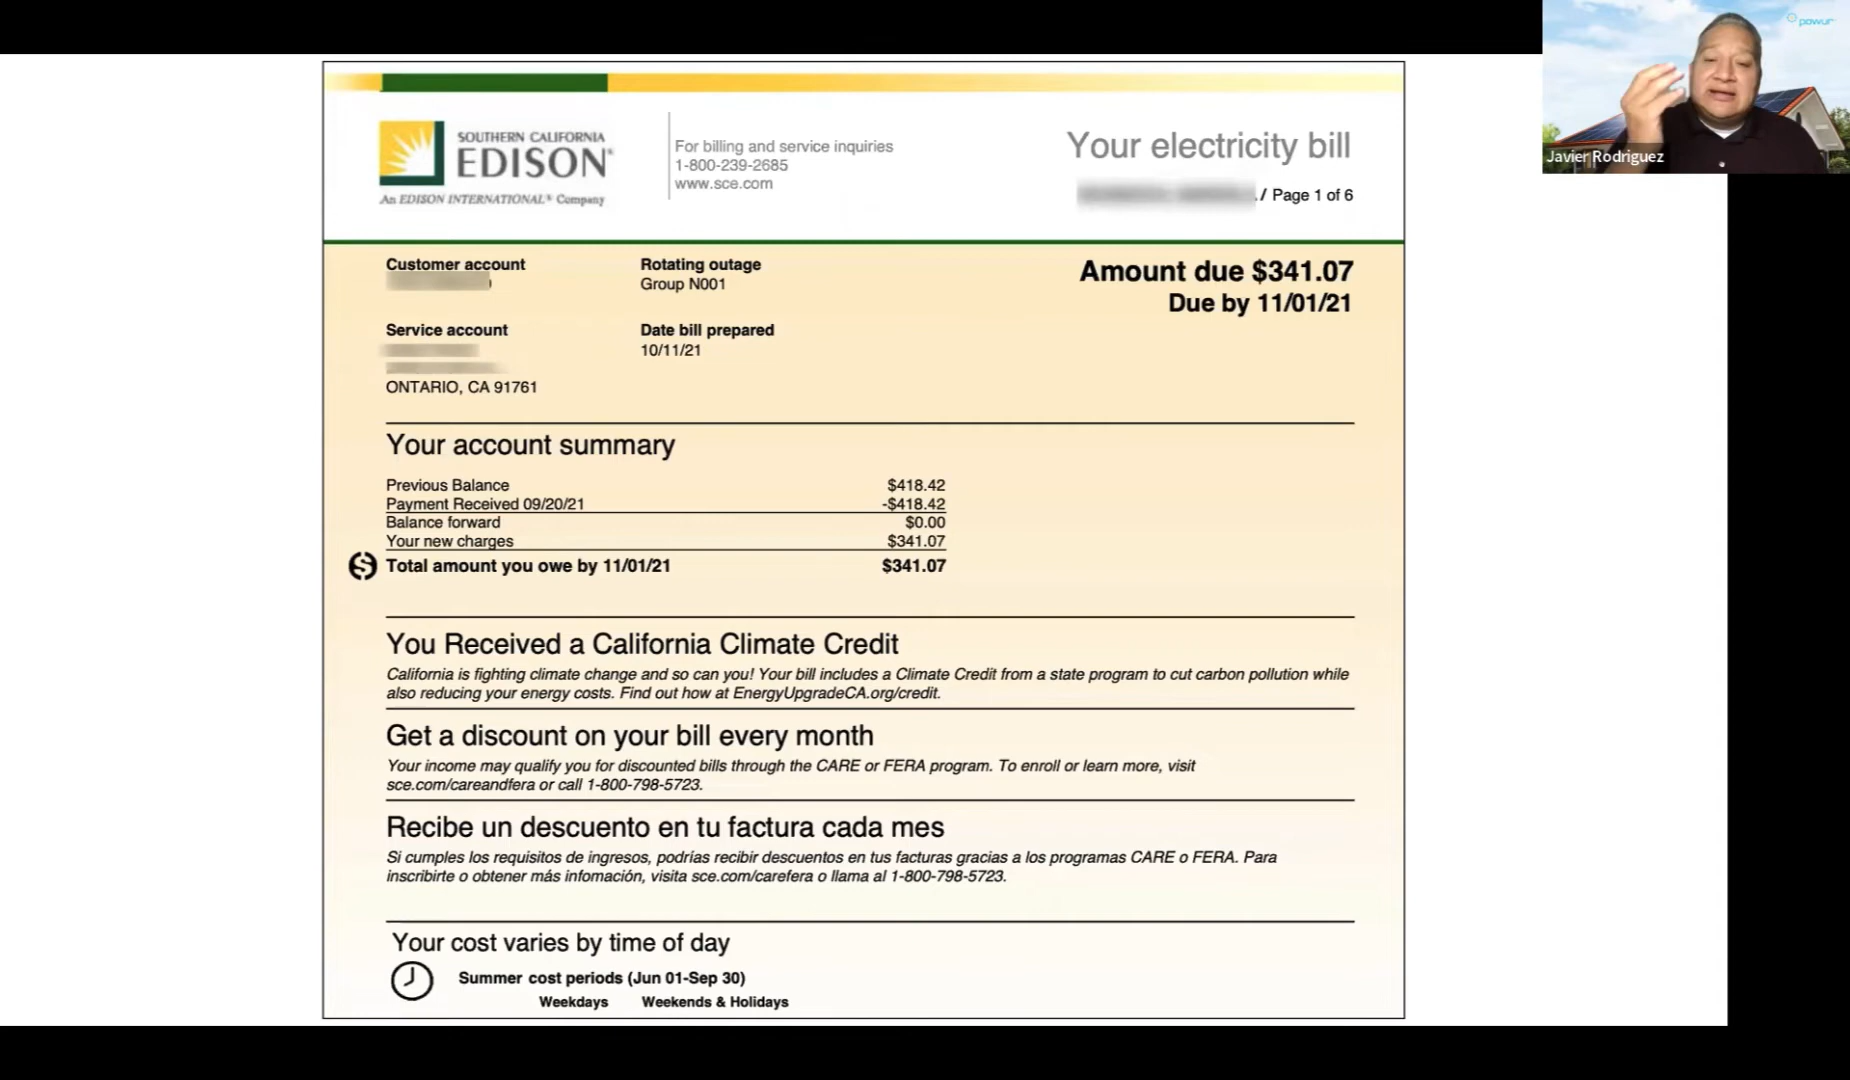 SOUTHERN CALIFORNIA
EDISON
An EDISON INTERNATIONAL® Company
For billing and service inquiries
1-800-239-2685
www.sce.com
Your electricity bill
/ Page 1 of 6
powur
Javier Rodriguez
Customer account
Rotating outage
Group N001
Amount due $341.07
Due by 11/01/21
Service account
ONTARIO, CA 91761
Date bill prepared
10/11/21
Your account summary
Previous Balance $418.42
Payment Received 09/20/21 -$418.42
Balance forward $0.00
Your new charges $341.07
Total amount you owe by 11/01/21 $341.07
You Received a California Climate Credit
California is fighting climate change and so can you! Your bill includes a Climate Credit from a state program to cut carbon pollution while
also reducing your energy costs. Find out how at EnergyUpgradeCA.org/credit.
Get a discount on your bill every month
Your income may qualify you for discounted bills through the CARE or FERA program. To enroll or learn more, visit
sce.com/careandfera or call 1-800-798-5723.
Recibe un descuento en tu factura cada mes
Si cumples los requisitos de ingresos, podrías recibir descuentos en tus facturas gracias a los programas CARE o FERA. Para
inscribirte o obtener más infomación, visita sce.com/carefera o llama al 1-800-798-5723.
Your cost varies by time of day
Summer cost periods (Jun 01-Sep 30)
Weekdays Weekends & Holidays